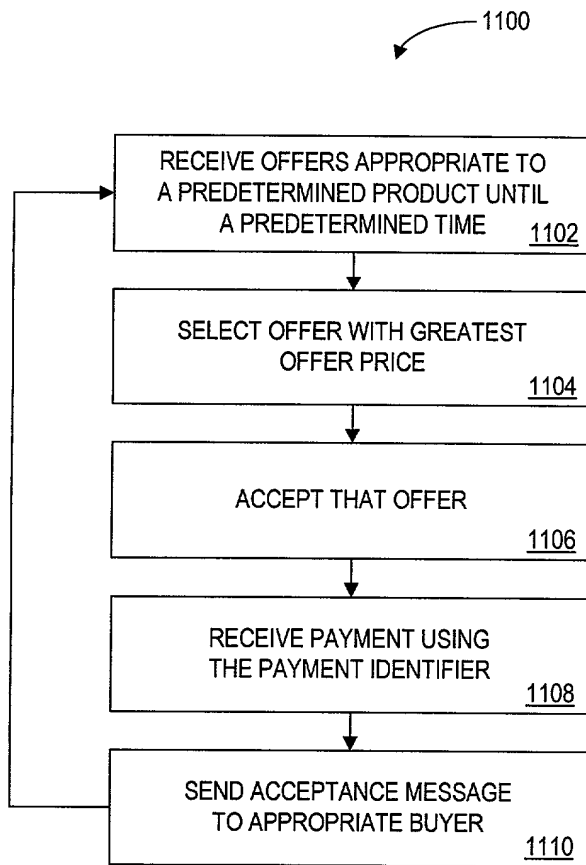 1100
RECEIVE OFFERS APPROPRIATE TO
A PREDETERMINED PRODUCT UNTIL
A PREDETERMINED TIME
1102
SELECT OFFER WITH GREATEST
OFFER PRICE
1104
ACCEPT THAT OFFER
1106
RECEIVE PAYMENT USING
THE PAYMENT IDENTIFIER
1108
SEND ACCEPTANCE MESSAGE
TO APPROPRIATE BUYER
1110